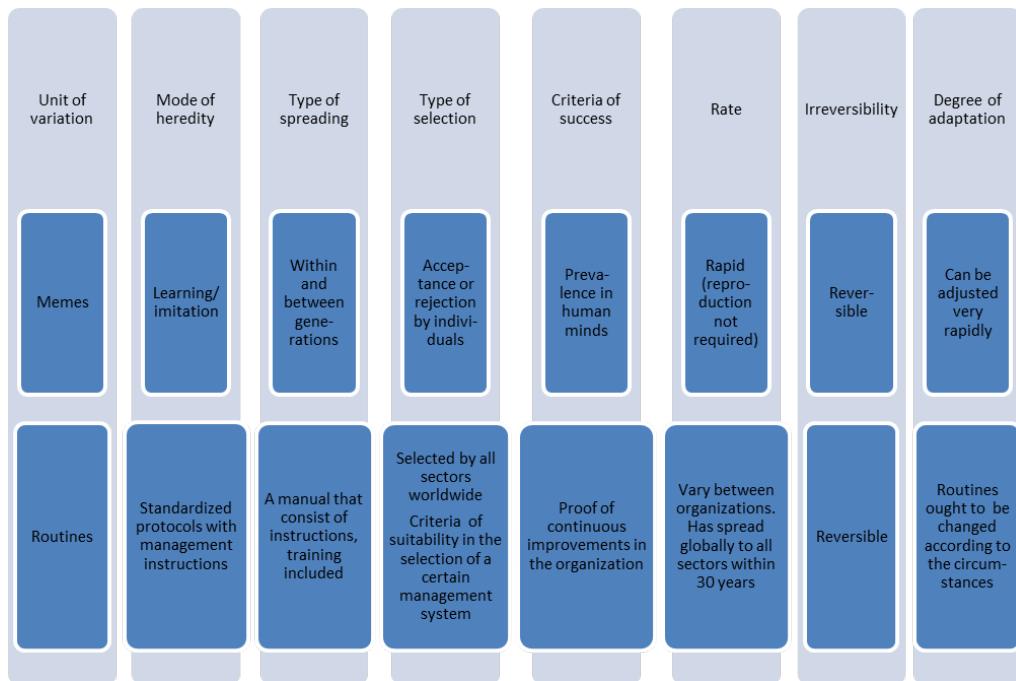 Unit of
variation
Mode of
heredity
Type of
spreading
Type of
selection
Criteria of
success
Rate
Irreversibility
Degree of
adaptation
Memes
Learning/
imitation
Within
and
between
gene-
rations
Accep-
tance or
rejection
by indivi-
duals
Preva-
lence in
human
minds
Rapid
(repro-
duction
not
required)
Rever-
sible
Can be
adjusted
very
rapidly
Routines
Standardized
protocols with
management
instructions
A manual that
consist of
instructions,
training
included
Selected by all
sectors
worldwide
Criteria of
suitability in the
selection of a
certain
management
system
Proof of
continuous
improvements in
the organization
Vary between
organizations.
Has spread
globally to all
sectors within
30 years
Reversible
Routines
ought to be
changed
according to
the circum-
stances